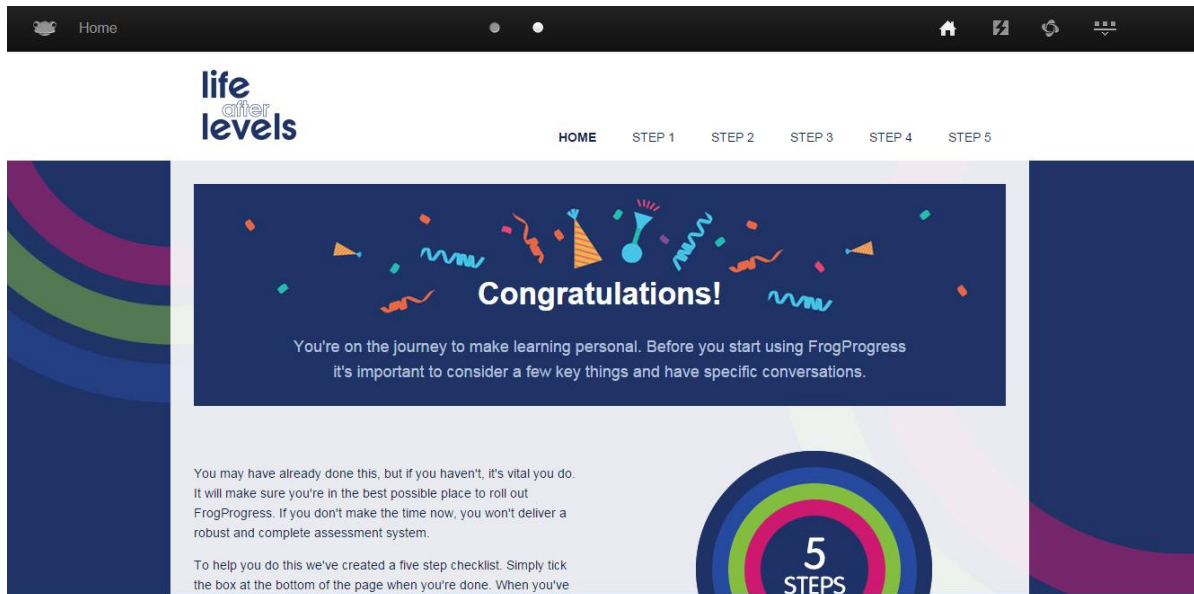 Home
life
after
levels
HOME STEP 1 STEP 2 STEP 3 STEP 4 STEP 5
Congratulations!
You're on the journey to make learning personal. Before you start using FrogProgress
it's important to consider a few key things and have specific conversations.
You may have already done this, but if you haven't, it's vital you do.
It will make sure you're in the best possible place to roll out
FrogProgress. If you don't make the time now, you won't deliver a
robust and complete assessment system.
To help you do this we've created a five step checklist. Simply tick
the box at the bottom of the page when you're done. When you've
5
STEPS